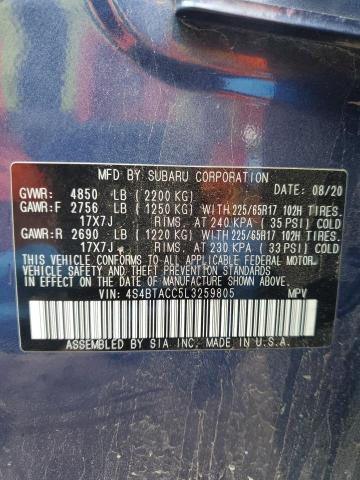 MFD BY SUBARU CORPORATION
DATE: 08/20
GVWR: 4850 LB (2200 KG)
GAWR:F 2756 LB (1250 KG) WITH 225/65R17 102H TIRES.
17X7J RIMS. AT 240 KPA (35 PSI) COLD
GAWR:R 2690 LB (1220 KG) WITH 225/65R17 102H TIRES.
17X7J RIMS. AT 230 KPA (33 PSI) COLD
THIS VEHICLE CONFORMS TO ALL APPLICABLE FEDERAL MOTOR
VEHICLE SAFETY, BUMPER, AND THEFT PREVENTION STANDARDS
IN EFFECT ON THE DATE OF MANUFACTURE SHOWN ABOVE.
VIN: 4S4BTACC5L3259805 MPV
ASSEMBLED BY SIA INC. MADE IN U.S.A.